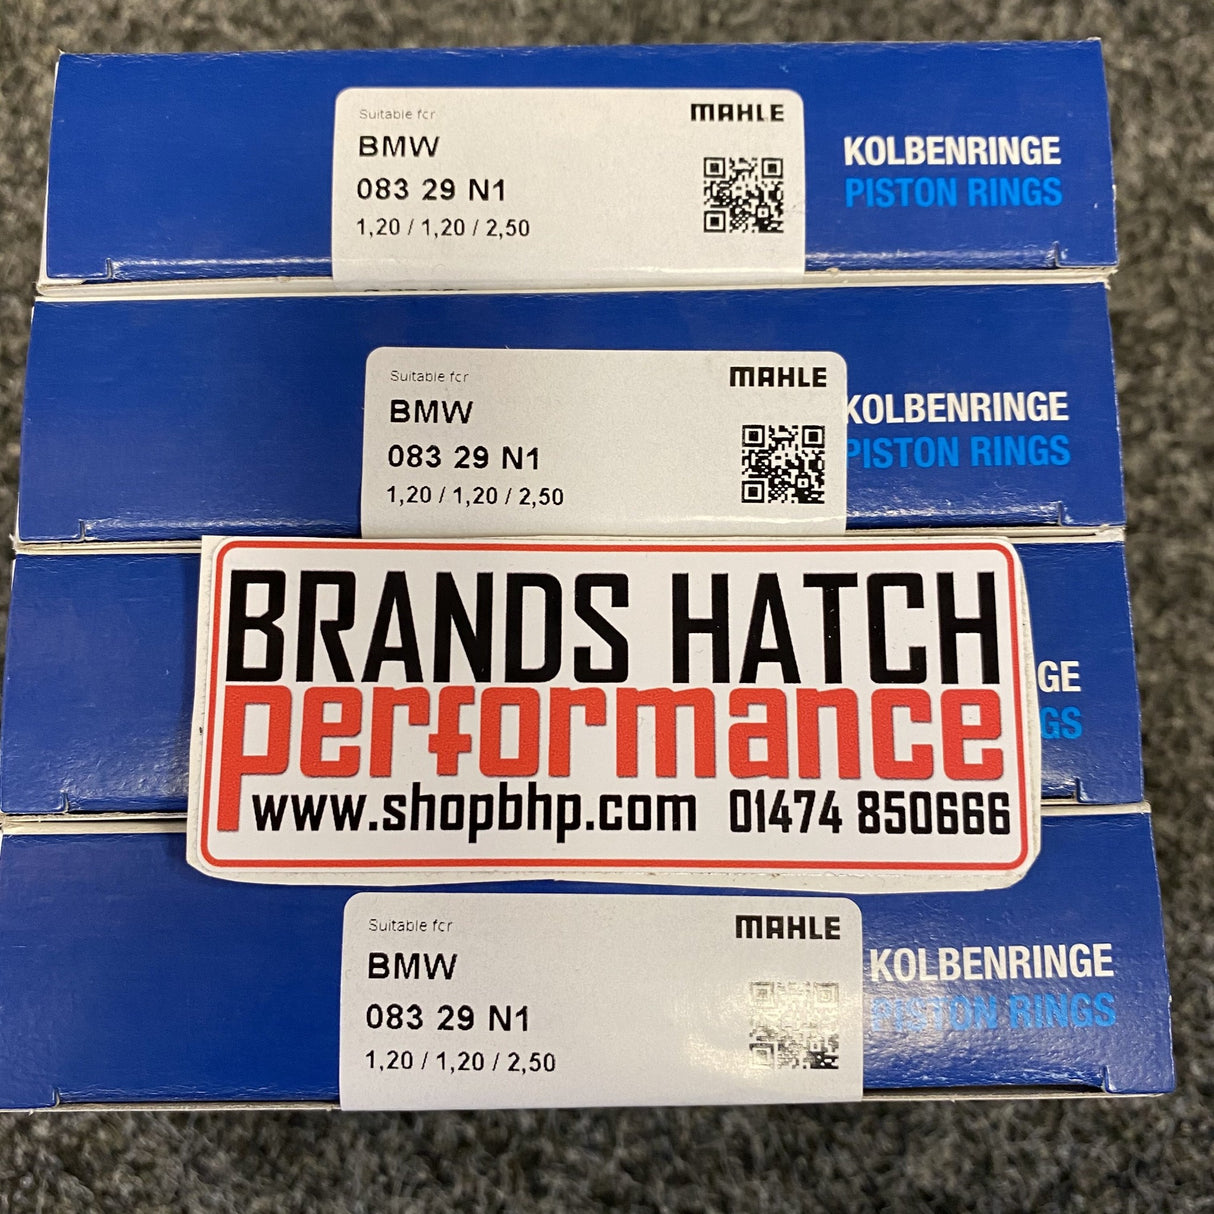 Suitable for
MAHLE
BMW
083 29 N1
1,20 / 1,20 / 2,50
KOLBENRINGE
PISTON RINGS
Suitable for
MAHLE
BMW
083 29 N1
1,20 / 1,20 / 2,50
KOLBENRINGE
PISTON RINGS
BRANDS HATCH
performance
www.shopbhp.com 01474 850666
GE
GS
Suitable for
MAHLE
BMW
083 29 N1
1,20 / 1,20 / 2,50
KOLBENRINGE
PISTON RINGS